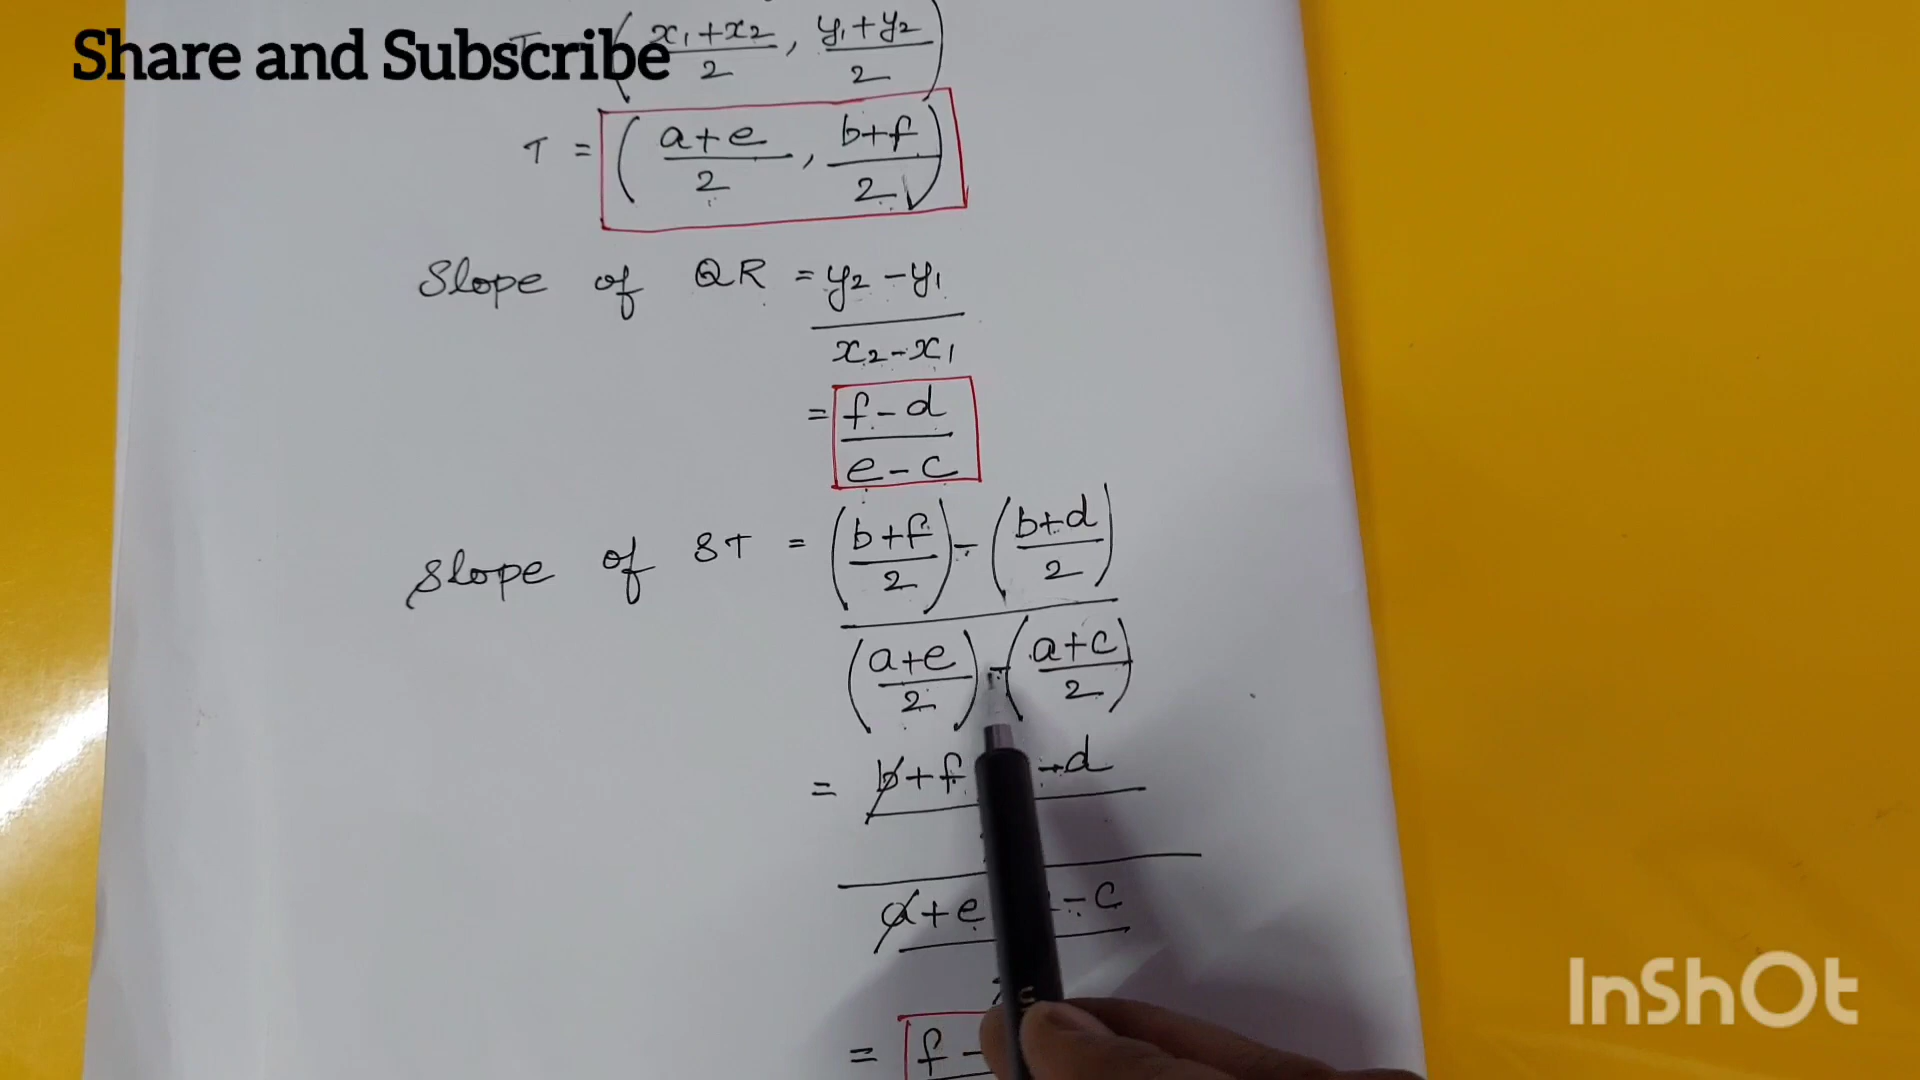 Share and Subscribe
(x₁+x₂/2, y₁+y₂/2)
T = (a+e/2, b+f/2)
Slope of QR = y₂-y₁
x₂-x₁
= f-d
e-c
Slope of ST = (b+f/2) - (b+d/2)
(a+e/2) - (a+c/2)
= b+f -d
a+e -c
= f-
InShOt